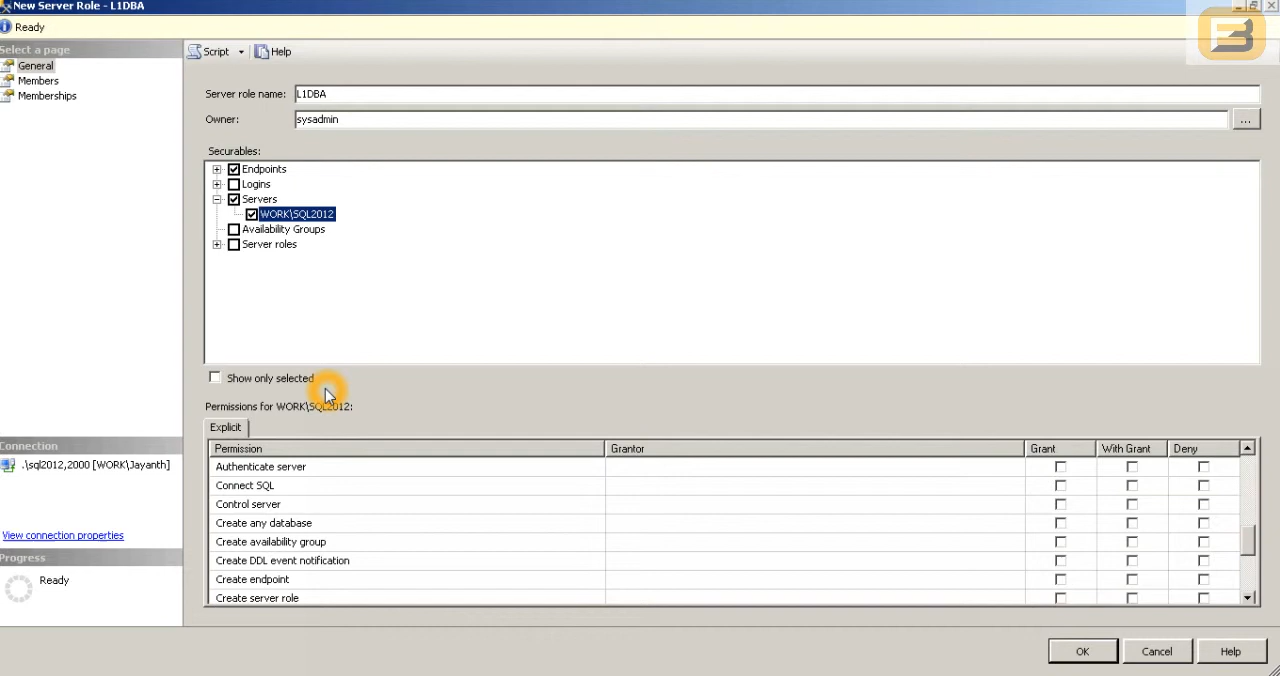 New Server Role - L1DBA
Ready
Select a page
General
Members
Memberships
Script
Help
Server role name:
L1DBA
Owner:
sysadmin
...
Securables:
Endpoints
Logins
Servers
WORK\SQL2012
Availability Groups
Server roles
Show only selected
Permissions for WORK\SQL2012:
Explicit
Permission Grantor Grant With Grant Deny
Authenticate server
Connect SQL
Control server
Create any database
Create availability group
Create DDL event notification
Create endpoint
Create server role
Connection
.\sql2012,2000 [WORK\Jayanth]
View connection properties
Progress
Ready
OK
Cancel
Help